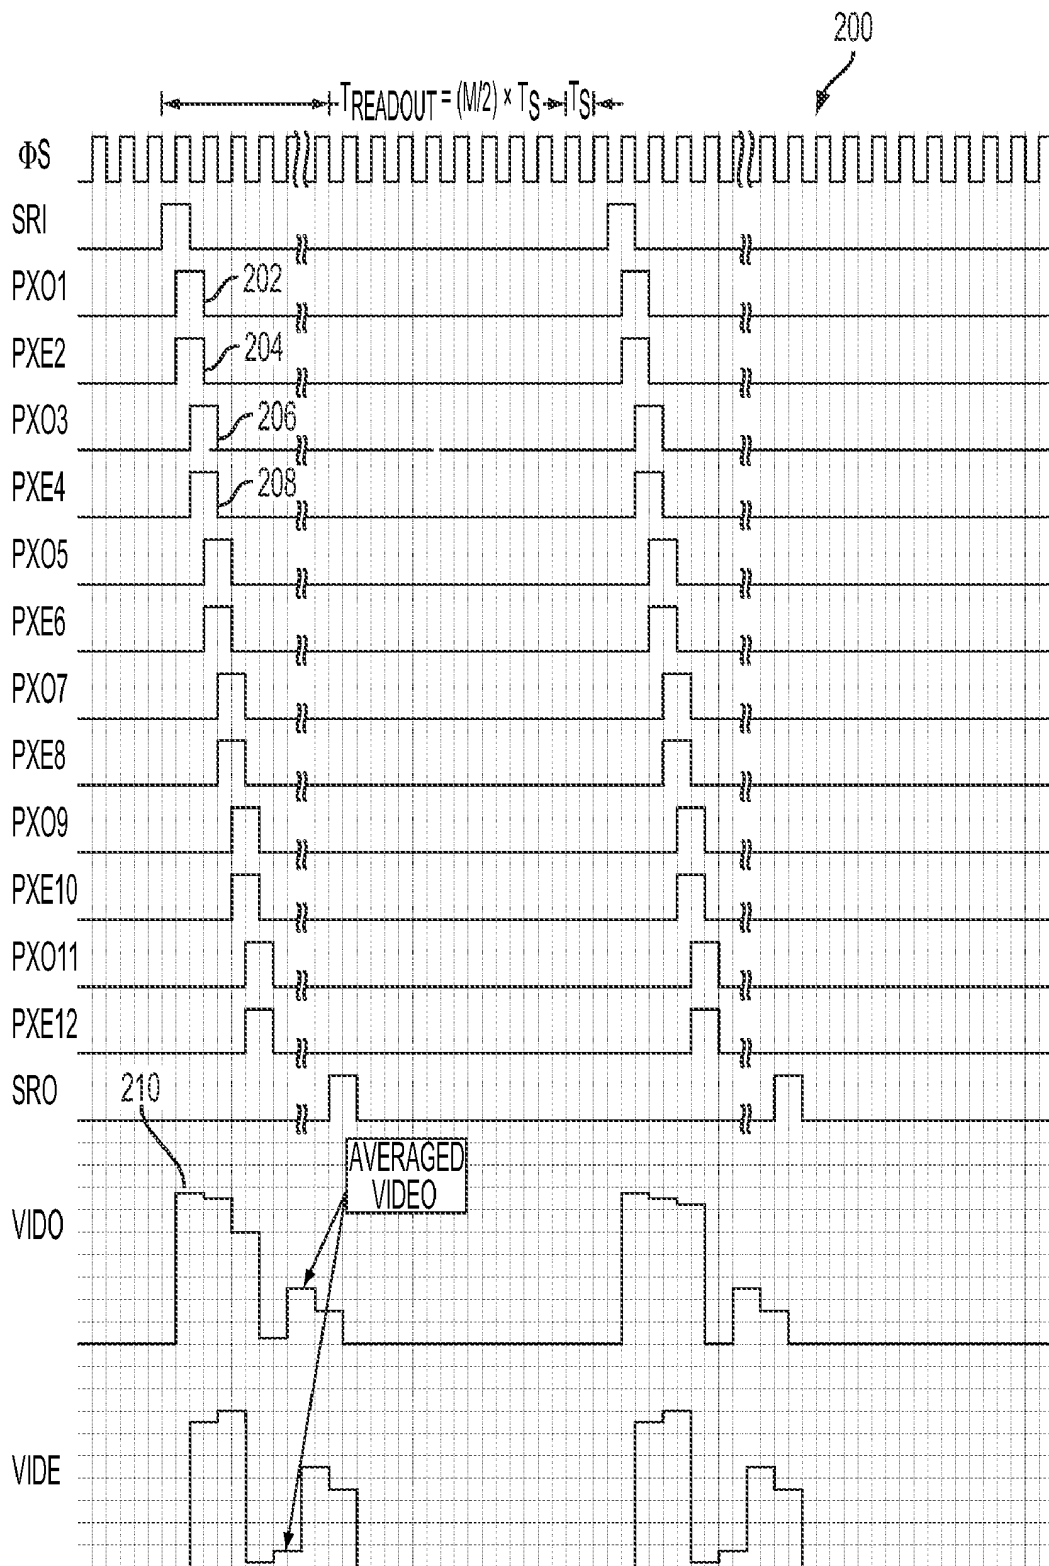 200
TREADOUT = (M/2) × TS
TS
ΦS
SRI
PXO1
202
PXE2
204
PXO3
206
PXE4
208
PXO5
PXE6
PXO7
PXE8
PXO9
PXE10
PXO11
PXE12
SRO
210
AVERAGED
VIDEO
VIDO
VIDE